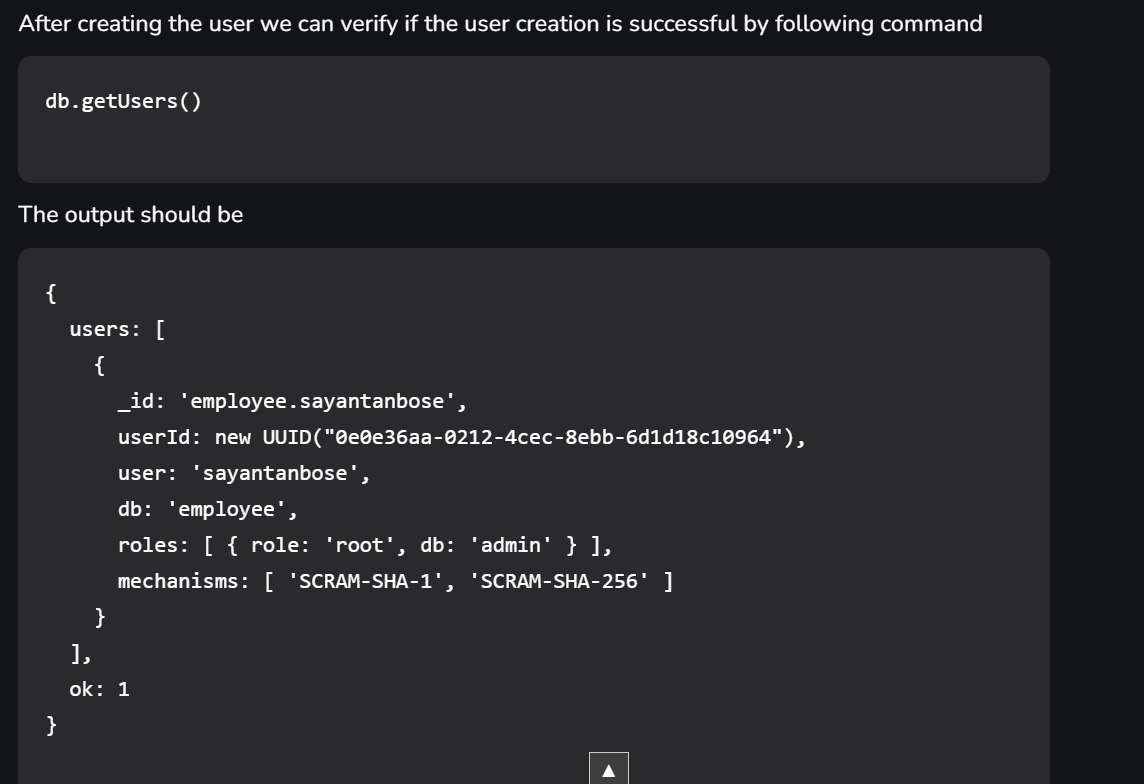 After creating the user we can verify if the user creation is successful by following command
db.getUsers()
The output should be
{
  users: [
    {
      _id: 'employee.sayantanbose',
      userId: new UUID("0e0e36aa-0212-4cec-8ebb-6d1d18c10964"),
      user: 'sayantanbose',
      db: 'employee',
      roles: [ { role: 'root', db: 'admin' } ],
      mechanisms: [ 'SCRAM-SHA-1', 'SCRAM-SHA-256' ]
    }
  ],
  ok: 1
}